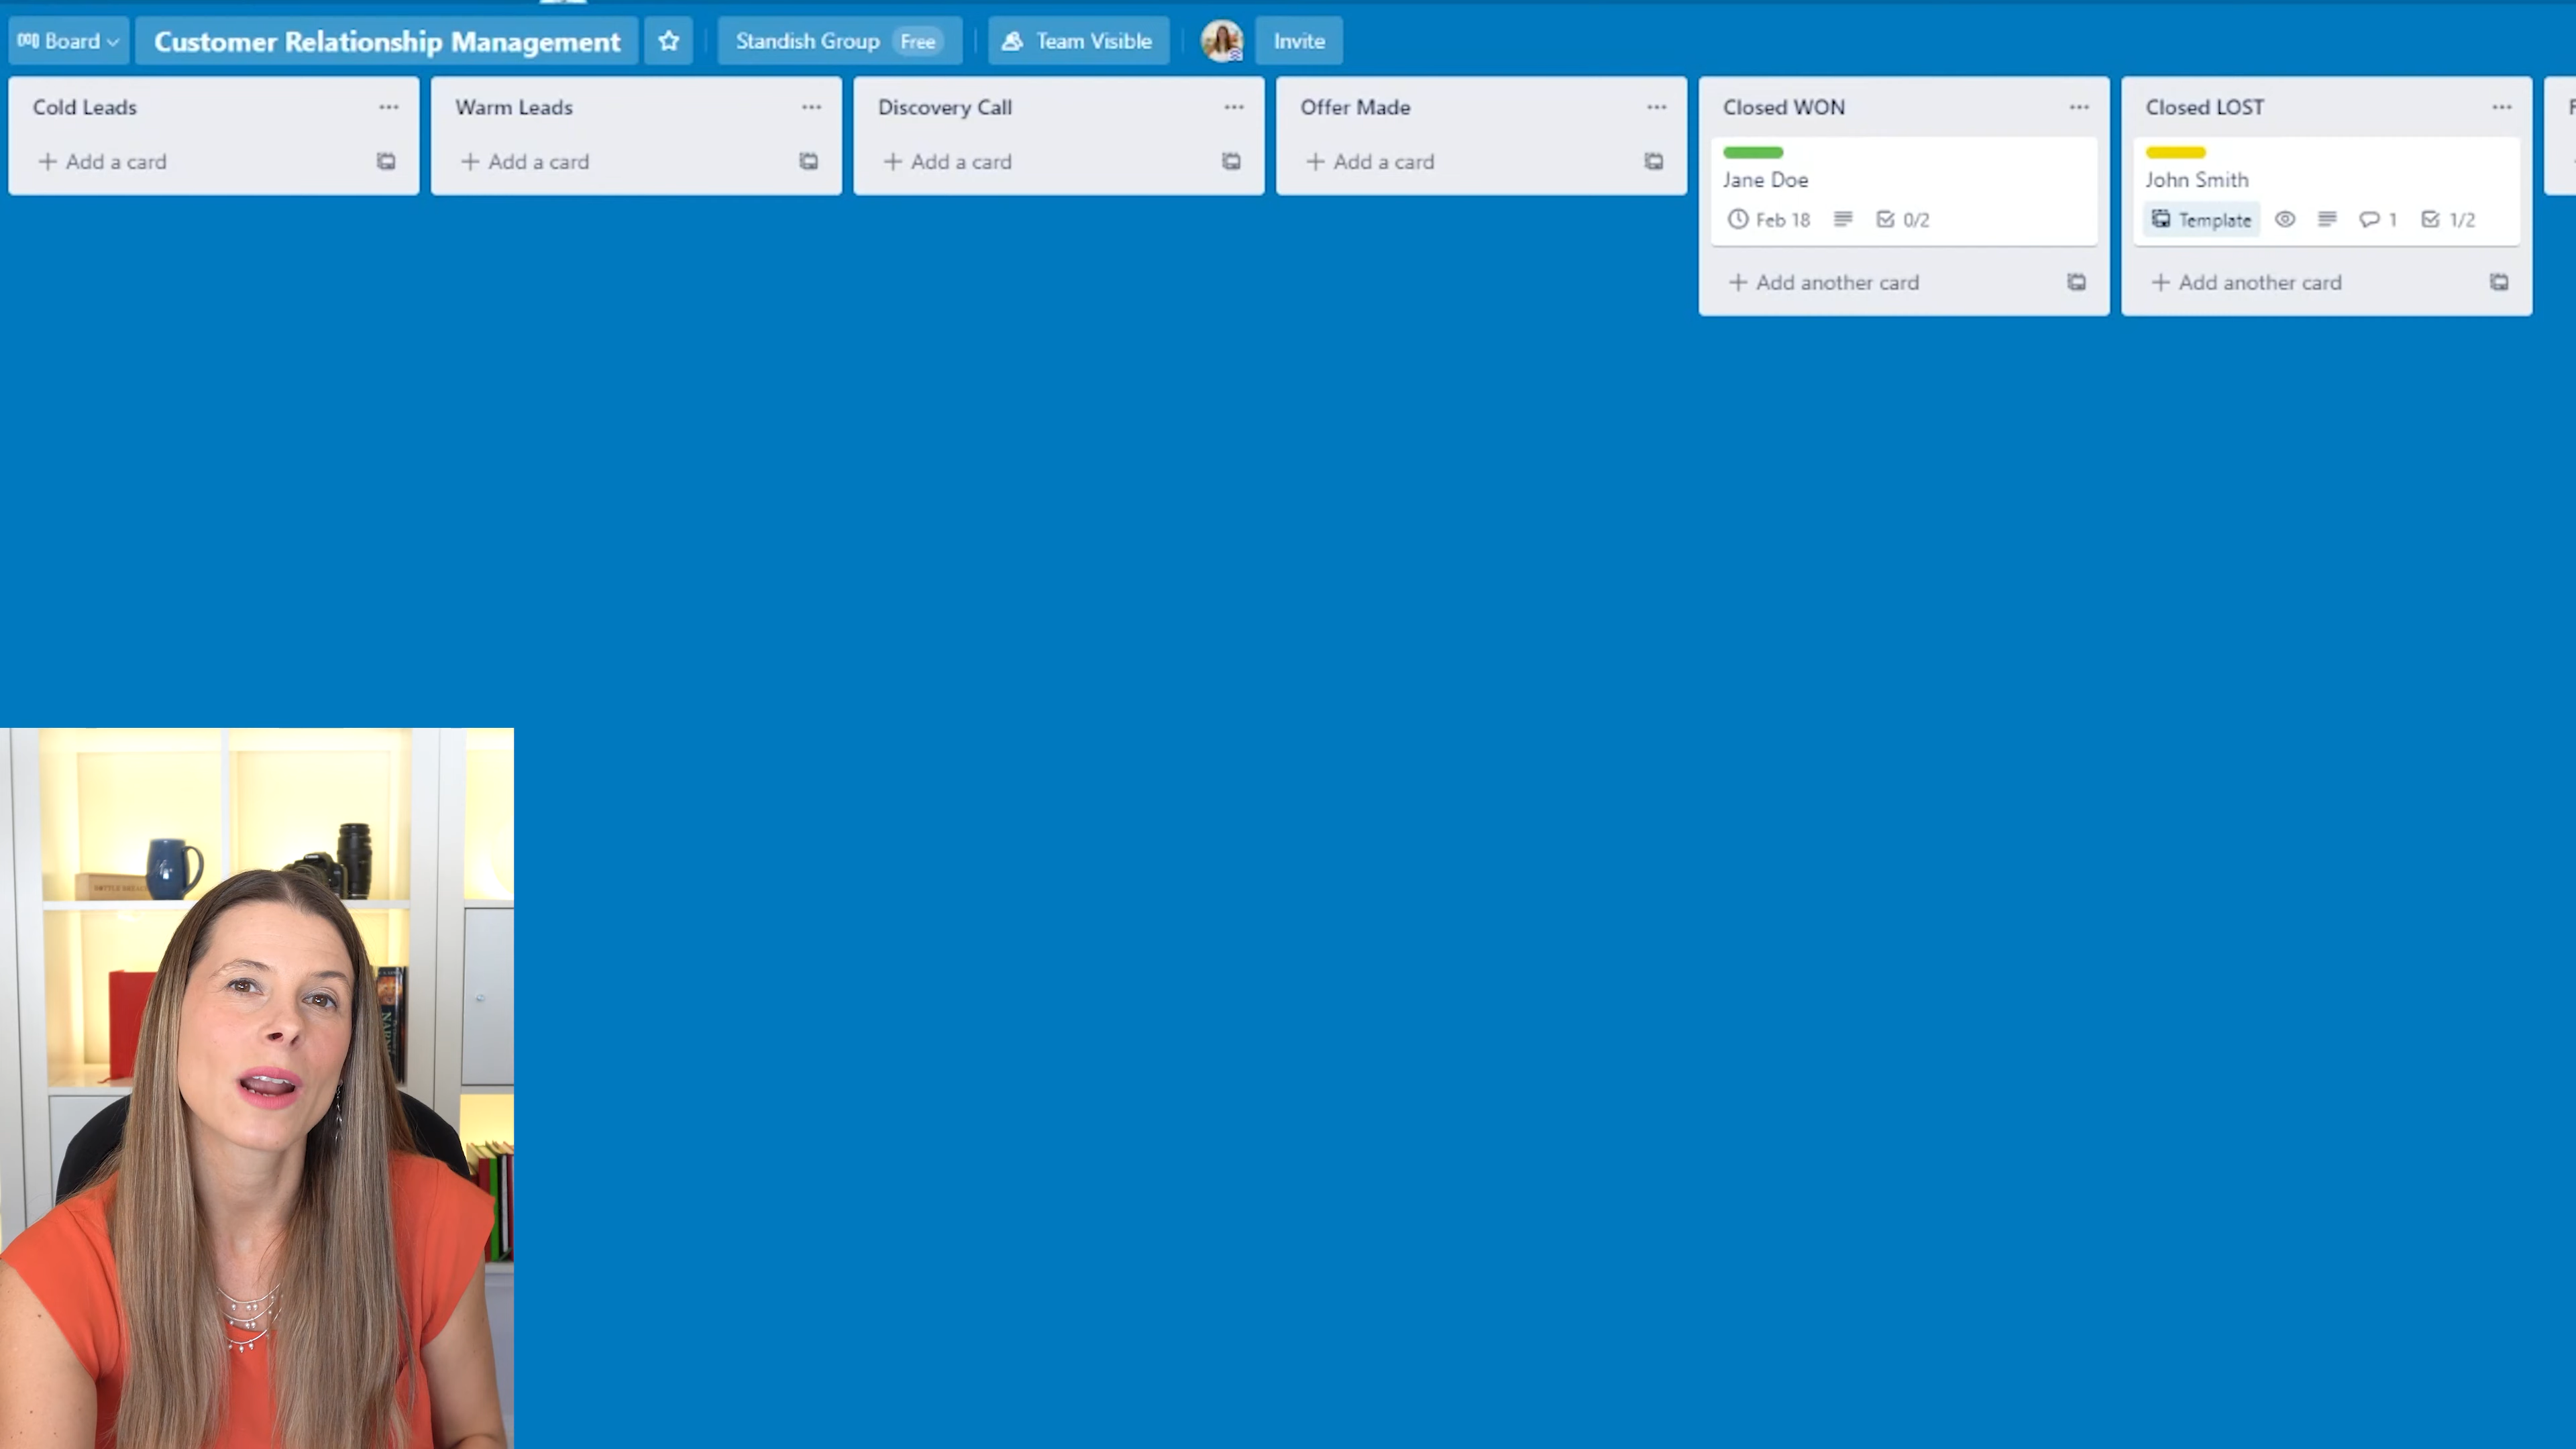 Board
Customer Relationship Management
Standish Group Free
Team Visible
Invite
Cold Leads
+ Add a card
Warm Leads
+ Add a card
Discovery Call
+ Add a card
Offer Made
+ Add a card
Closed WON
Jane Doe
Feb 18
0/2
+ Add another card
Closed LOST
John Smith
Template
1
1/2
+ Add another card